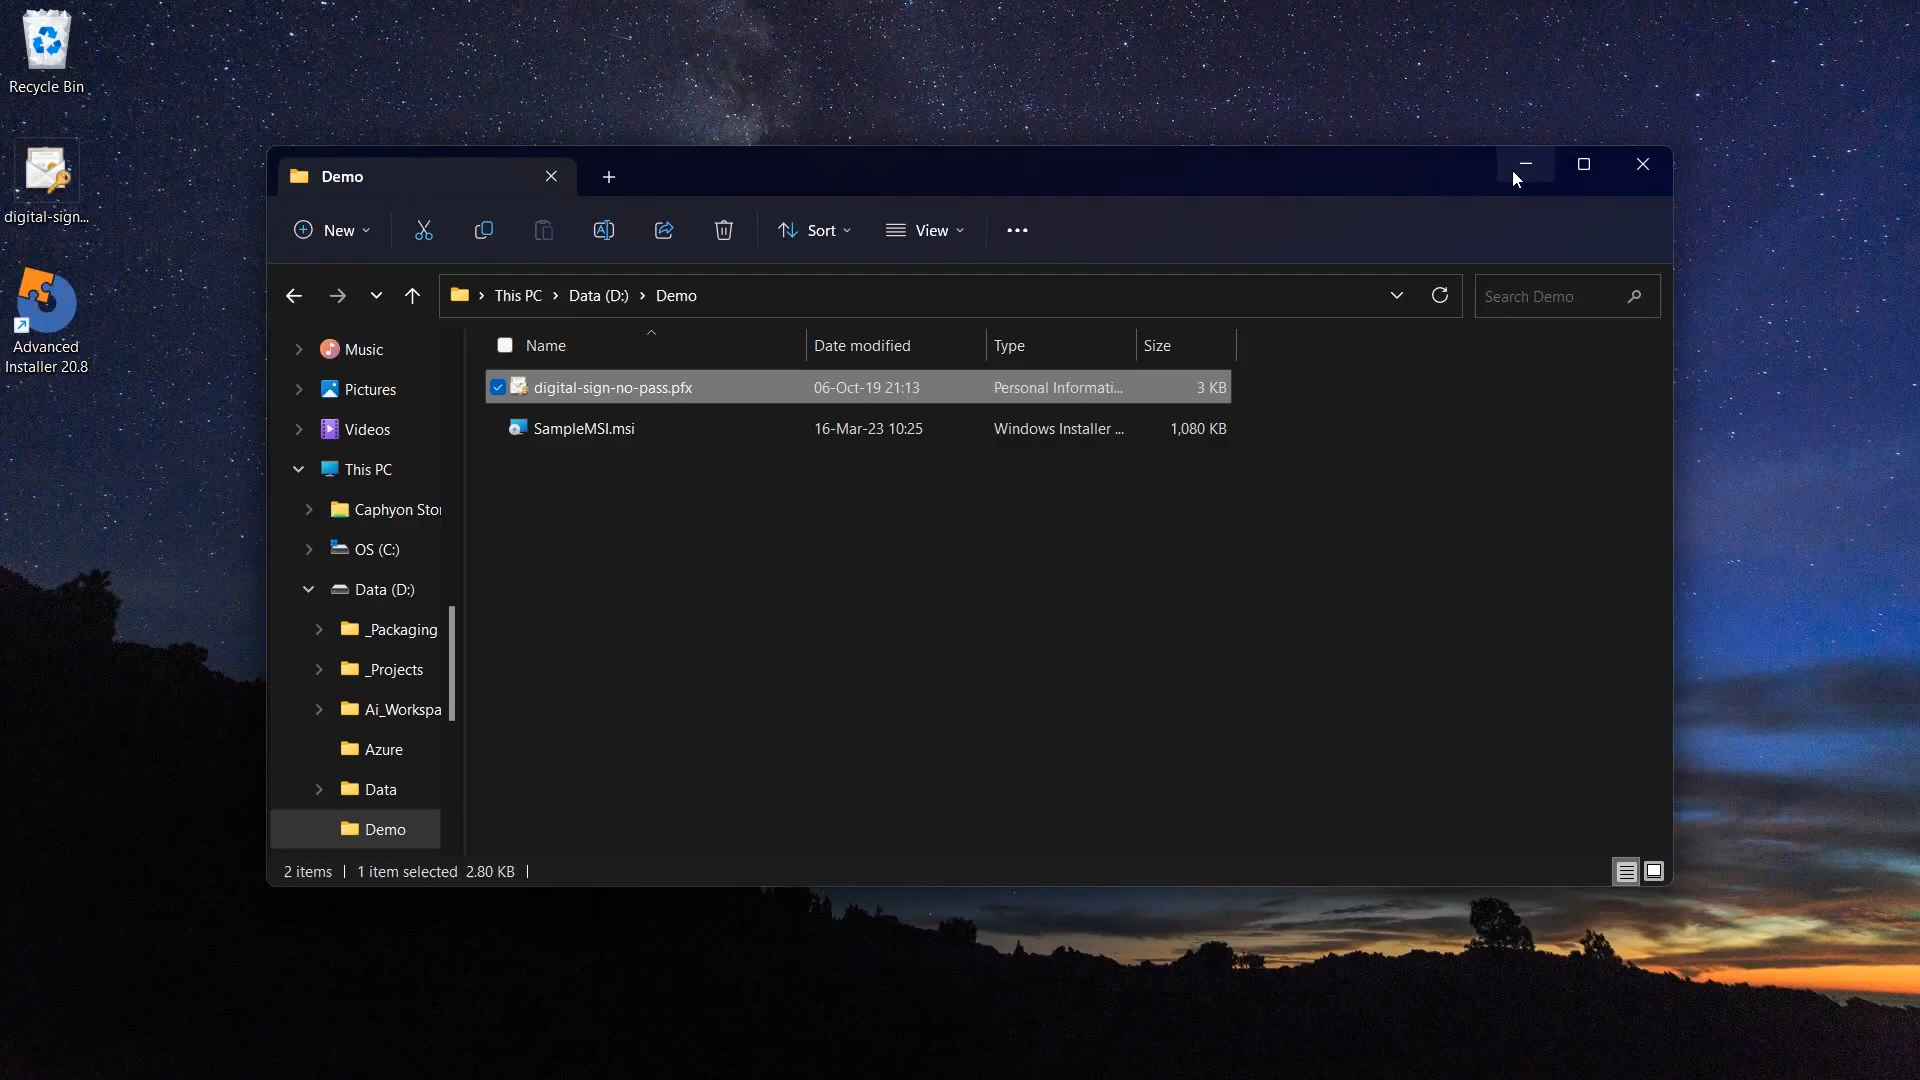 Recycle Bin
digital-sign...
Advanced
Installer 20.8
Demo
New
Sort
View
This PC
Data (D:)
Demo
Search Demo
Name
Date modified
Type
Size
digital-sign-no-pass.pfx
06-Oct-19 21:13
Personal Informati...
3 KB
SampleMSI.msi
16-Mar-23 10:25
Windows Installer ...
1,080 KB
Music
Pictures
Videos
This PC
Caphyon Stor
OS (C:)
Data (D:)
_Packaging
_Projects
Ai_Workspa
Azure
Data
Demo
2 items
1 item selected 2.80 KB